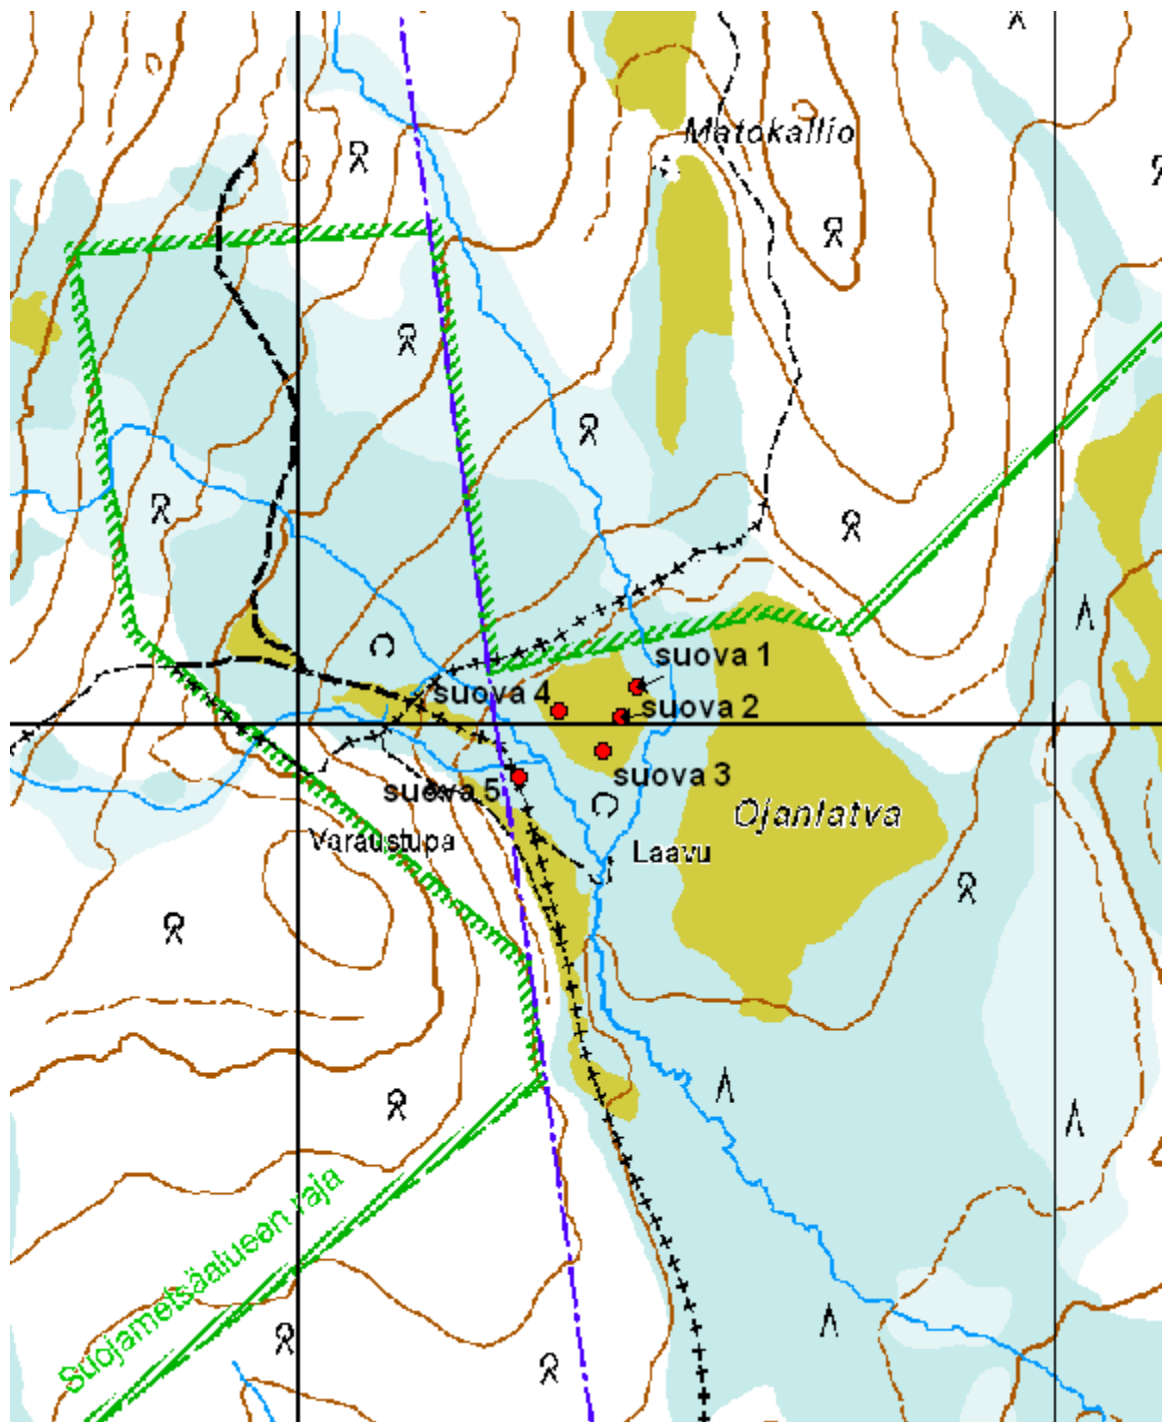 Matokallio
suova 1
suova 4
suova 2
suova 3
suova 5
Ojanlatva
Varaustupa
Laavu
Suojametsäalueen raja